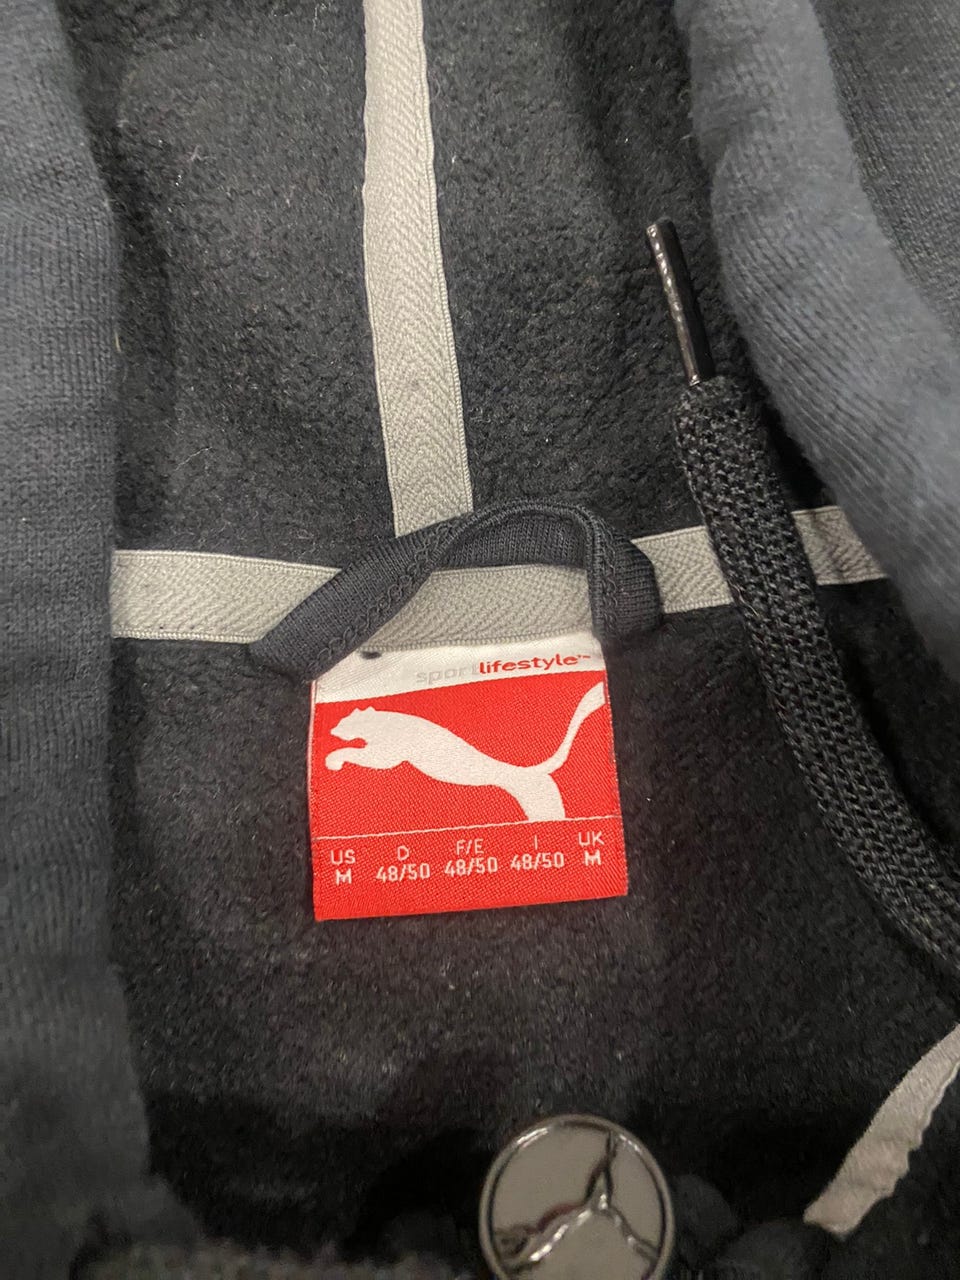 sportlifestyle™
US D F/E I UK
M 48/50 48/50 48/50 M